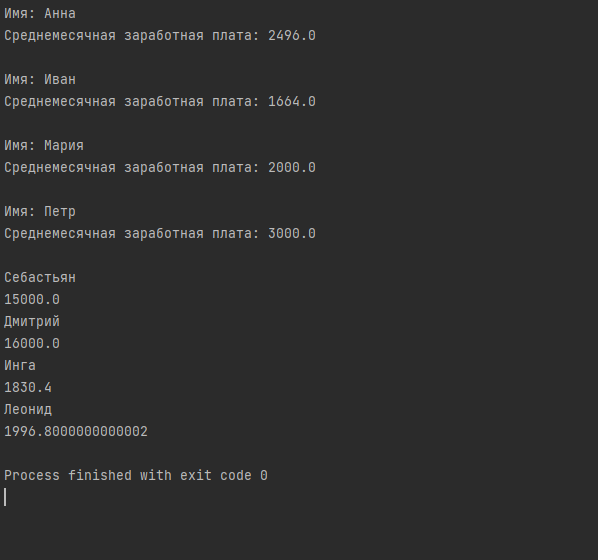 Имя: Анна
Среднемесячная заработная плата: 2496.0
Имя: Иван
Среднемесячная заработная плата: 1664.0
Имя: Мария
Среднемесячная заработная плата: 2000.0
Имя: Петр
Среднемесячная заработная плата: 3000.0
Себастьян
15000.0
Дмитрий
16000.0
Инга
1830.4
Леонид
1996.8000000000002
Process finished with exit code 0